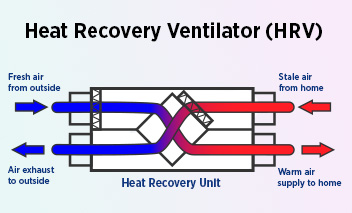 Heat Recovery Ventilator (HRV)
Fresh air
from outside
Stale air
from home
Air exhaust
to outside
Warm air
supply to home
Heat Recovery Unit